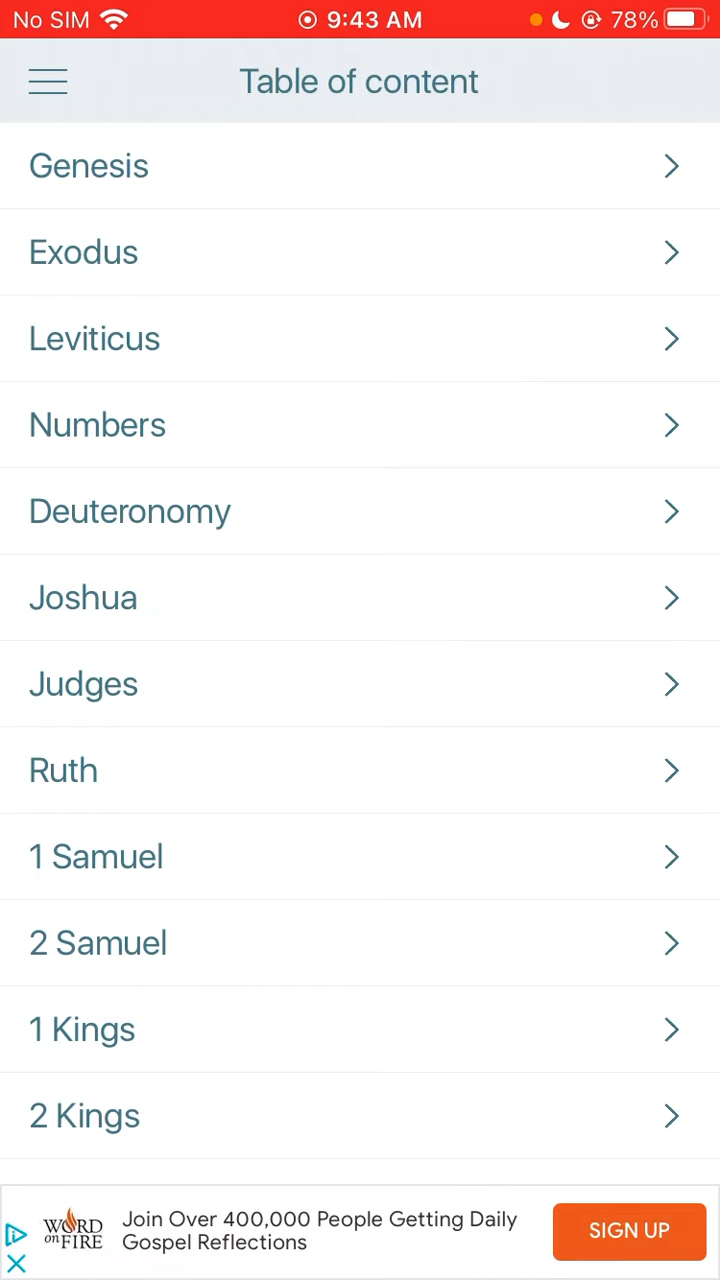 No SIM 9:43 AM 78%
Table of content
Genesis
Exodus
Leviticus
Numbers
Deuteronomy
Joshua
Judges
Ruth
1 Samuel
2 Samuel
1 Kings
2 Kings
WORD
on FIRE
Join Over 400,000 People Getting Daily
Gospel Reflections
SIGN UP